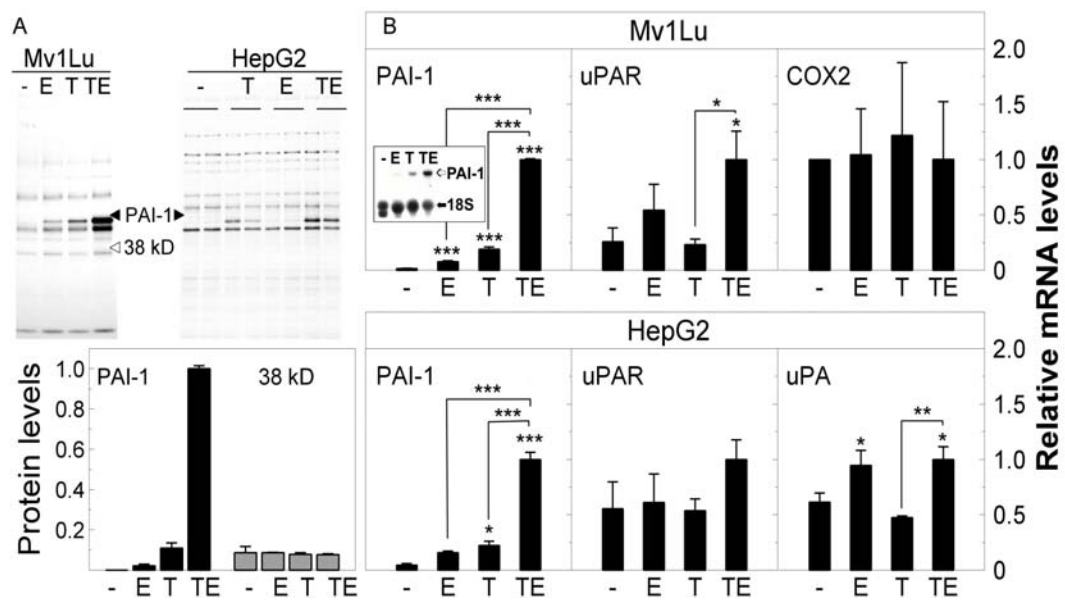 A
Mv1Lu
- E T TE
HepG2
- T E TE
PAI-1
38 kD
Protein levels
1.0
0.8
0.6
0.4
0.2
PAI-1
38 kD
- E T TE - E T TE
B
Mv1Lu
PAI-1
uPAR
COX2
***
***
***
***
***
- E T TE
PAI-1
18S
*
*
2.0
1.5
1.0
0.5
0
- E T TE - E T TE - E T TE
HepG2
PAI-1
uPAR
uPA
***
***
***
*
*
**
*
2.0
1.5
1.0
0.5
0
- E T TE - E T TE - E T TE
Relative mRNA levels